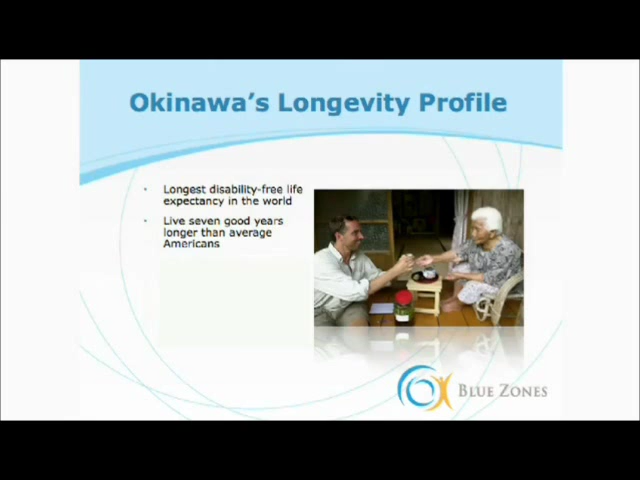 Okinawa's Longevity Profile
• Longest disability-free life
expectancy in the world
• Live seven good years
longer than average
Americans
BLUE ZONES